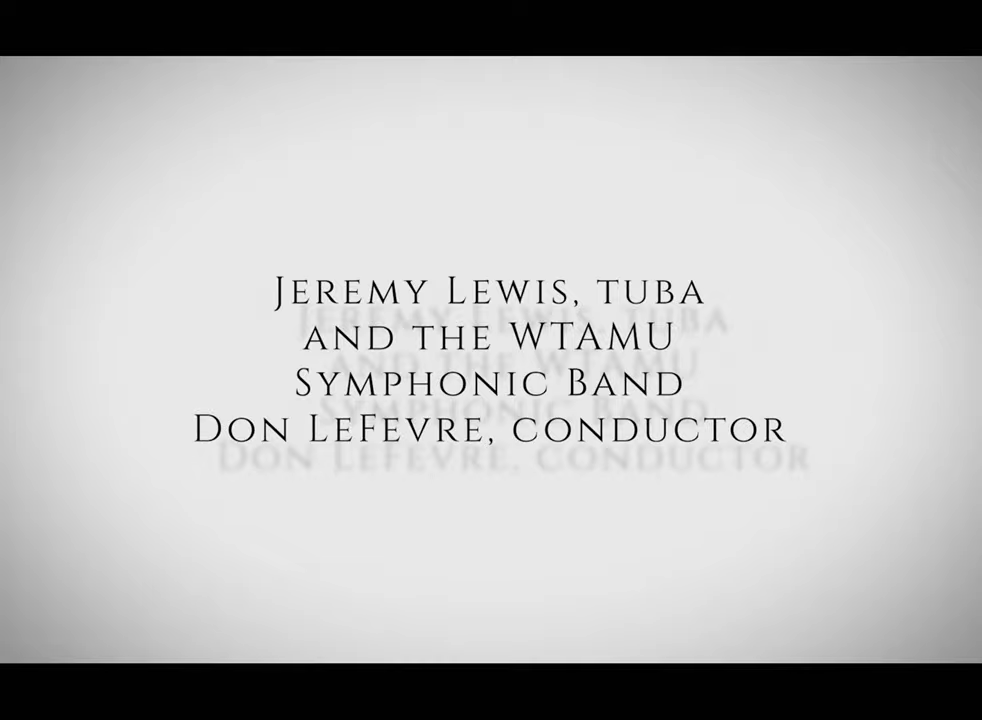 Jeremy Lewis, tuba
and the WTAMU
Symphonic Band
Don LeFevre, conductor